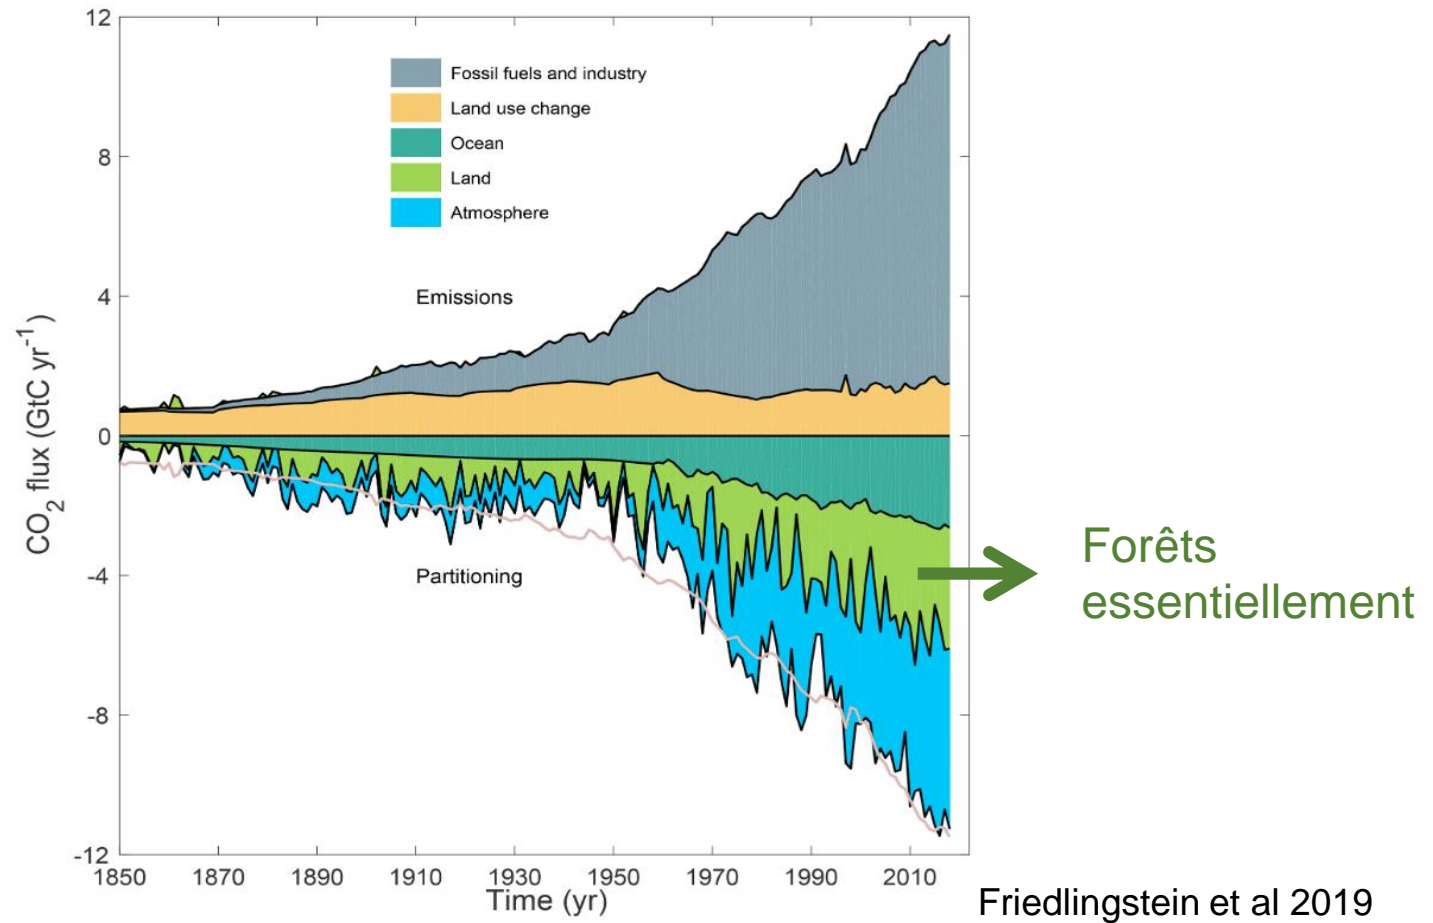 12
8
4
0
-4
-8
-12
CO2 flux (GtC yr-1)
Fossil fuels and industry
Land use change
Ocean
Land
Atmosphere
Emissions
Partitioning
Forêts
essentiellement
1850 1870 1890 1910 1930 1950 1970 1990 2010
Time (yr)
Friedlingstein et al 2019